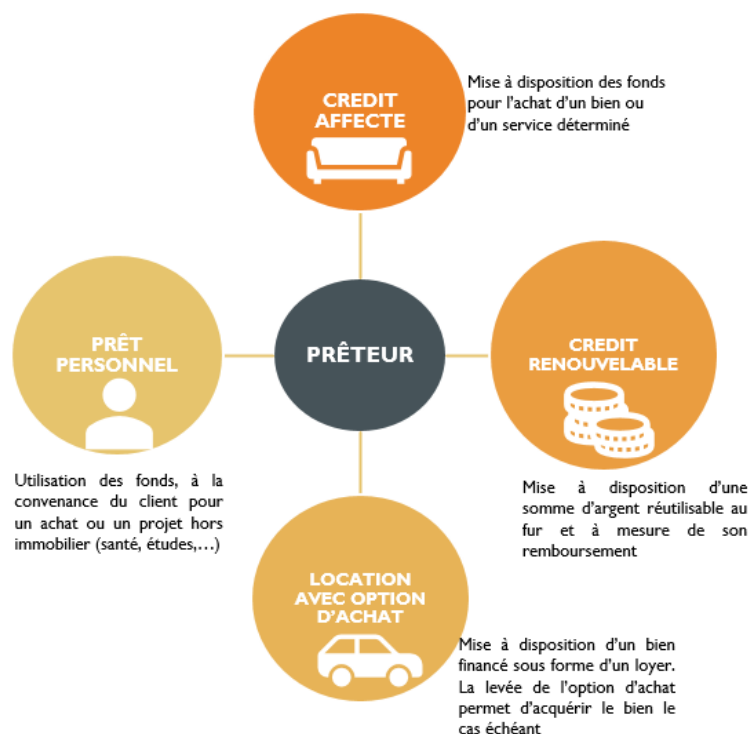 CREDIT
AFFECTE
Mise à disposition des fonds
pour l'achat d'un bien ou
d'un service déterminé
PRÊT
PERSONNEL
PRÊTEUR
CREDIT
RENOUVELABLE
Utilisation des fonds, à la
convenance du client pour
un achat ou un projet hors
immobilier (santé, études,...)
Mise à disposition d'une
somme d'argent réutilisable au
fur et à mesure de son
remboursement
LOCATION
AVEC OPTION
D'ACHAT
Mise à disposition d'un bien
financé sous forme d'un loyer.
La levée de l'option d'achat
permet d'acquérir le bien le
cas échéant